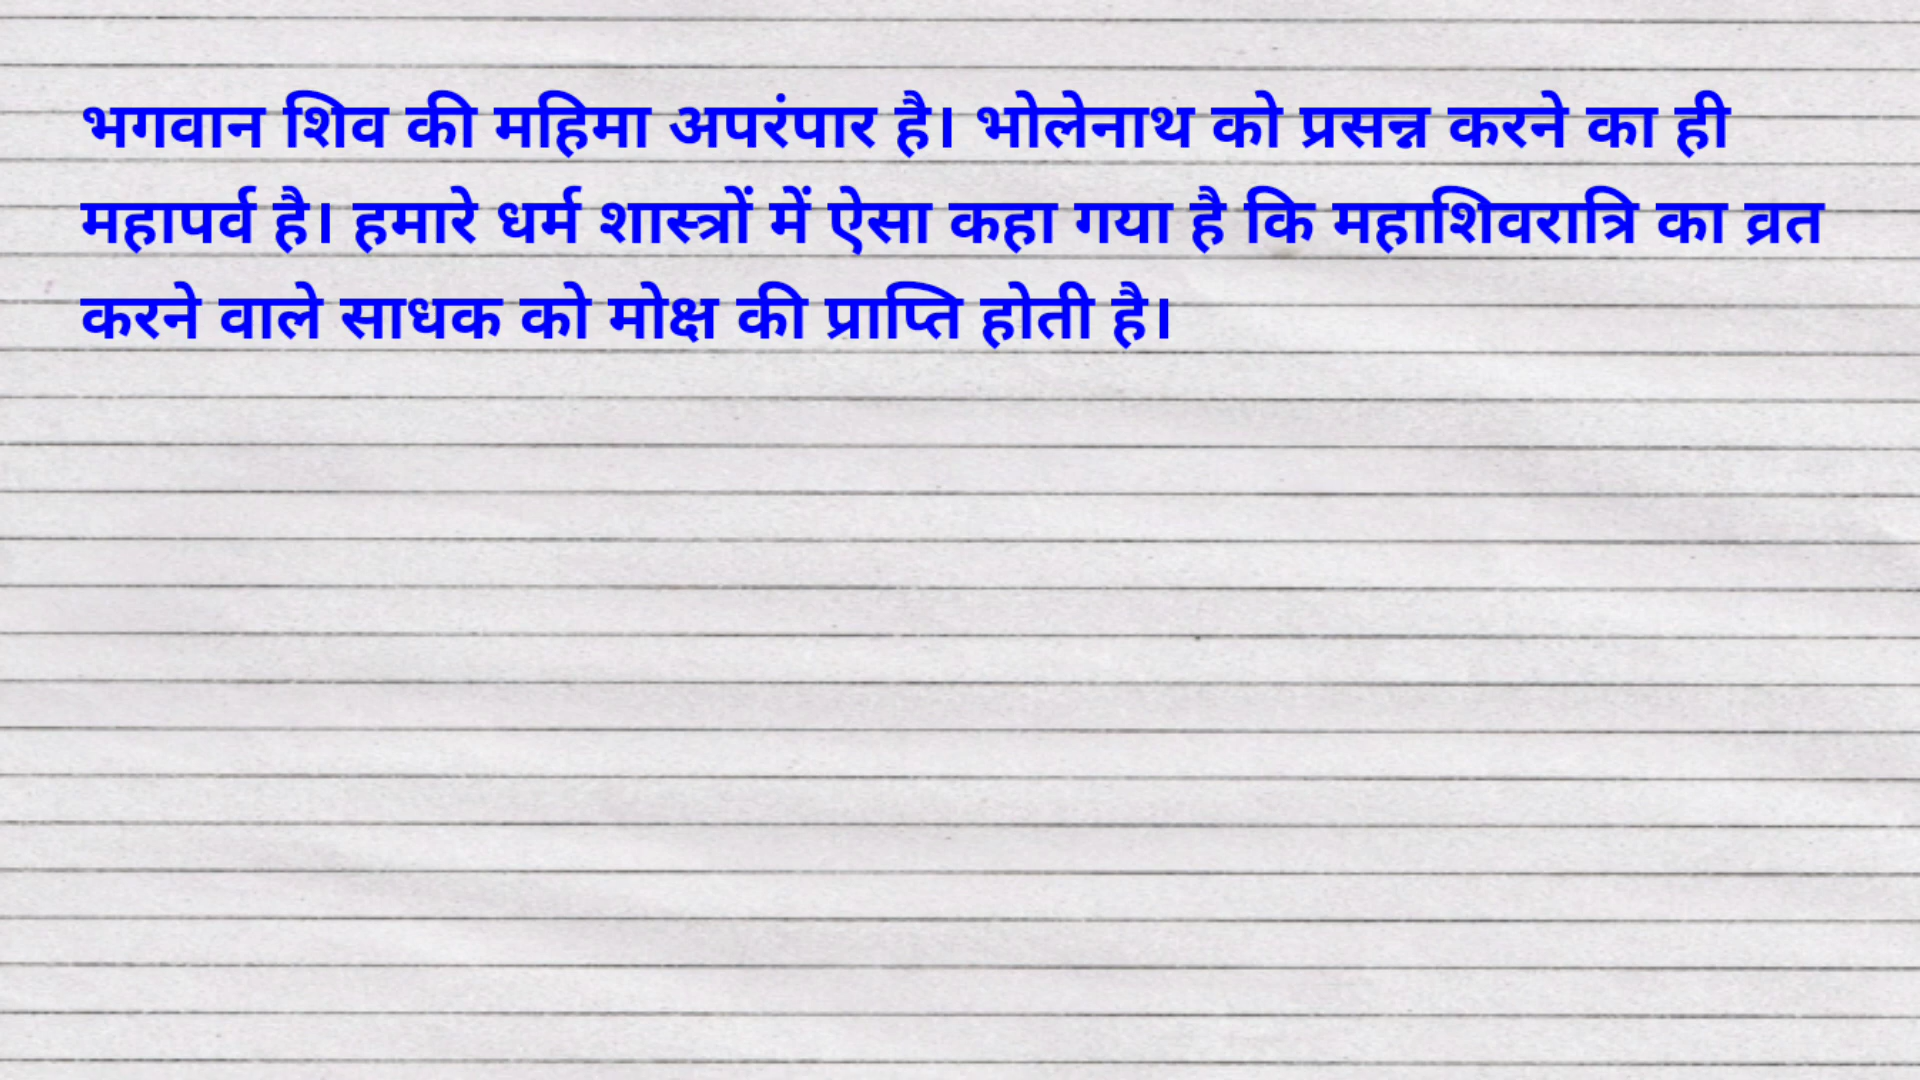 भगवान शिव की महिमा अपरंपार है। भोलेनाथ को प्रसन्न करने का ही
महापर्व है। हमारे धर्म शास्त्रों में ऐसा कहा गया है कि महाशिवरात्रि का व्रत
करने वाले साधक को मोक्ष की प्राप्ति होती है।